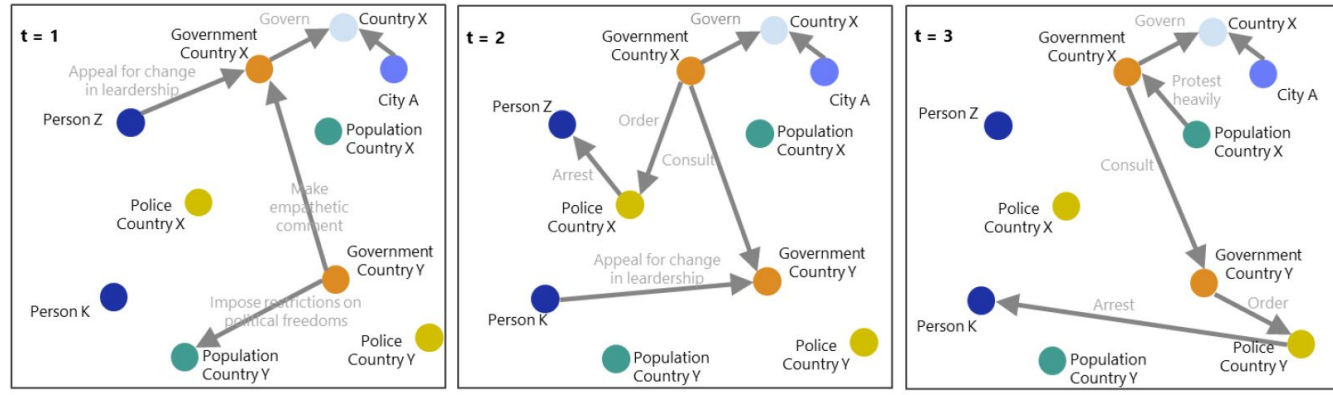 t = 1
Govern
Country X
Government
Country X
Appeal for change
in leardership
City A
Person Z
Population
Country X
Make
empathetic
comment
Police
Country X
Government
Country Y
Person K
Impose restrictions on
political freedoms
Police
Country Y
Population
Country Y
t = 2
Govern
Country X
Government
Country X
City A
Person Z
Order
Population
Country X
Consult
Arrest
Police
Country X
Government
Country Y
Appeal for change
in leardership
Person K
Police
Country Y
Population
Country Y
t = 3
Govern
Country X
Government
Country X
Protest
heavily
City A
Person Z
Population
Country X
Consult
Police
Country X
Government
Country Y
Arrest
Order
Person K
Police
Country Y
Population
Country Y